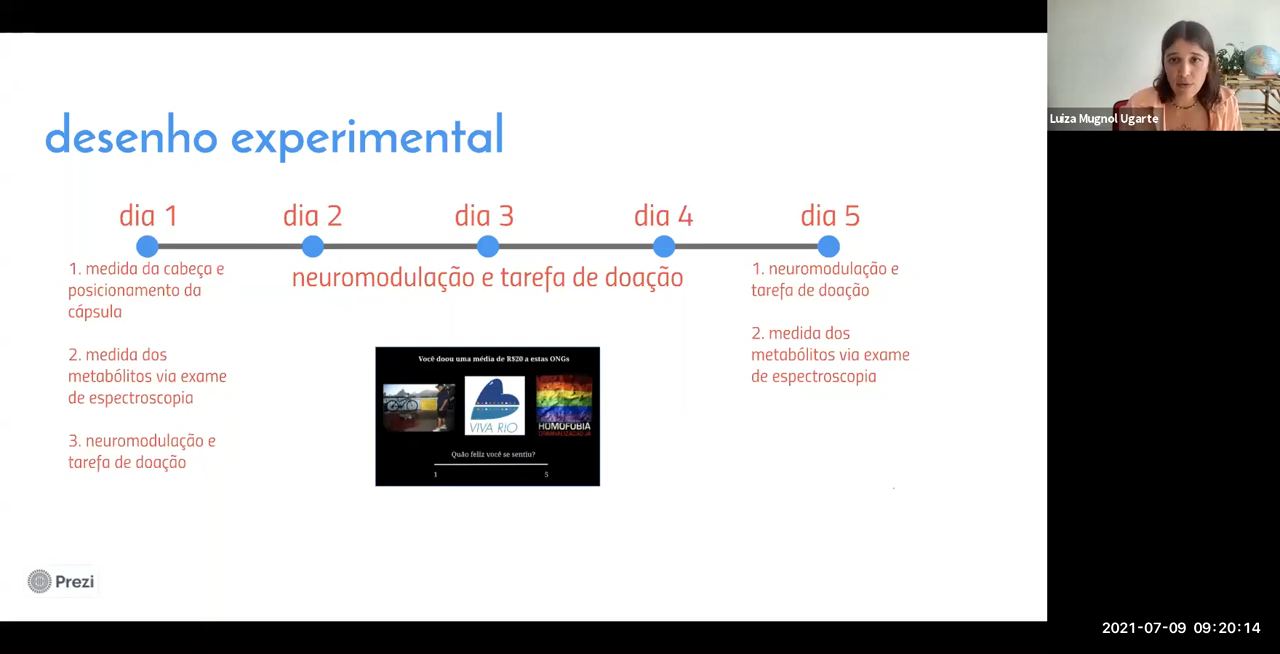 desenho experimental
dia 1
dia 2
dia 3
dia 4
dia 5
1. medida da cabeça e
posicionamento da
cápsula
2. medida dos
metabólitos via exame
de espectroscopia
3. neuromodulação e
tarefa de doação
neuromodulação e tarefa de doação
Você doou uma média de R$20 a estas ONGs
VIVA RIO
HOMOFOBIA
CRIMINALIZAÇÃO JÁ
Quão feliz você se sentiu?
1
5
1. neuromodulação e
tarefa de doação
2. medida dos
metabólitos via exame
de espectroscopia
Prezi
Luiza Mugnol Ugarte
2021-07-09 09:20:14